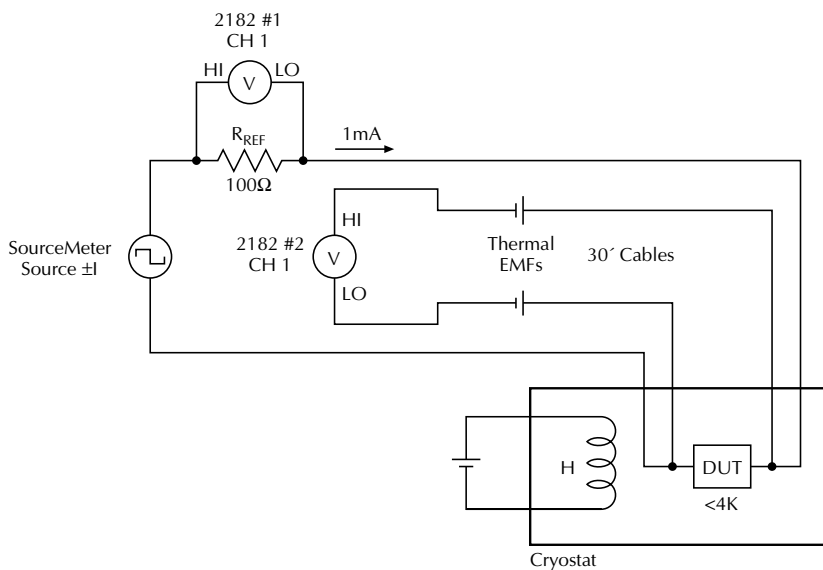 2182 #1
CH 1
HI
LO
V
R_REF
1mA
100Ω
HI
SourceMeter
Source ±I
2182 #2
CH 1
V
Thermal
EMFs
30´ Cables
LO
H
DUT
<4K
Cryostat